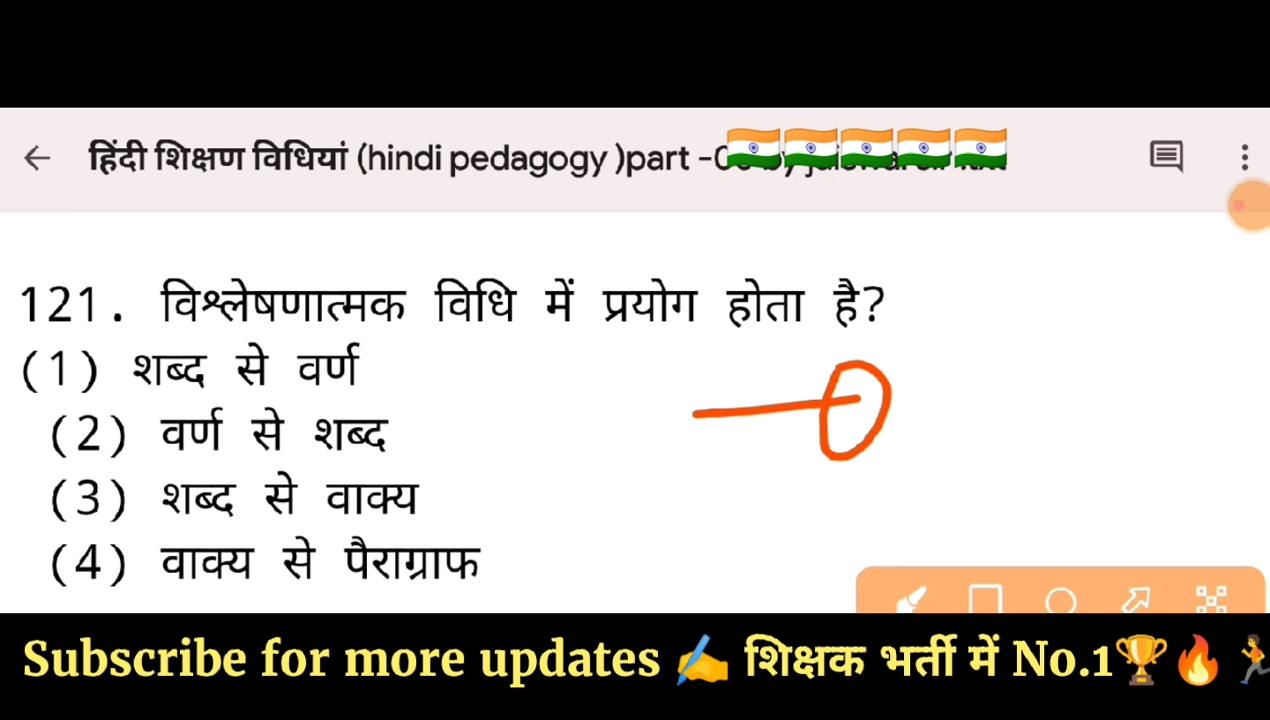 हिंदी शिक्षण विधियां (hindi pedagogy )part -
121. विश्लेषणात्मक विधि में प्रयोग होता है?
(1) शब्द से वर्ण
(2) वर्ण से शब्द
(3) शब्द से वाक्य
(4) वाक्य से पैराग्राफ
Subscribe for more updates ✍️ शिक्षक भर्ती में No.1🏆🔥🏃